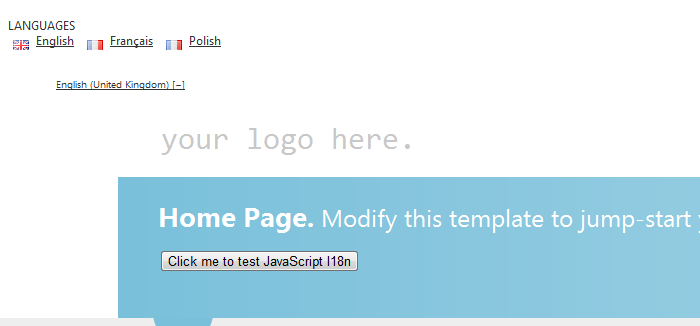 LANGUAGES
English Français Polish
English (United Kingdom) [−]
your logo here.
Home Page. Modify this template to jump-start
Click me to test JavaScript I18n